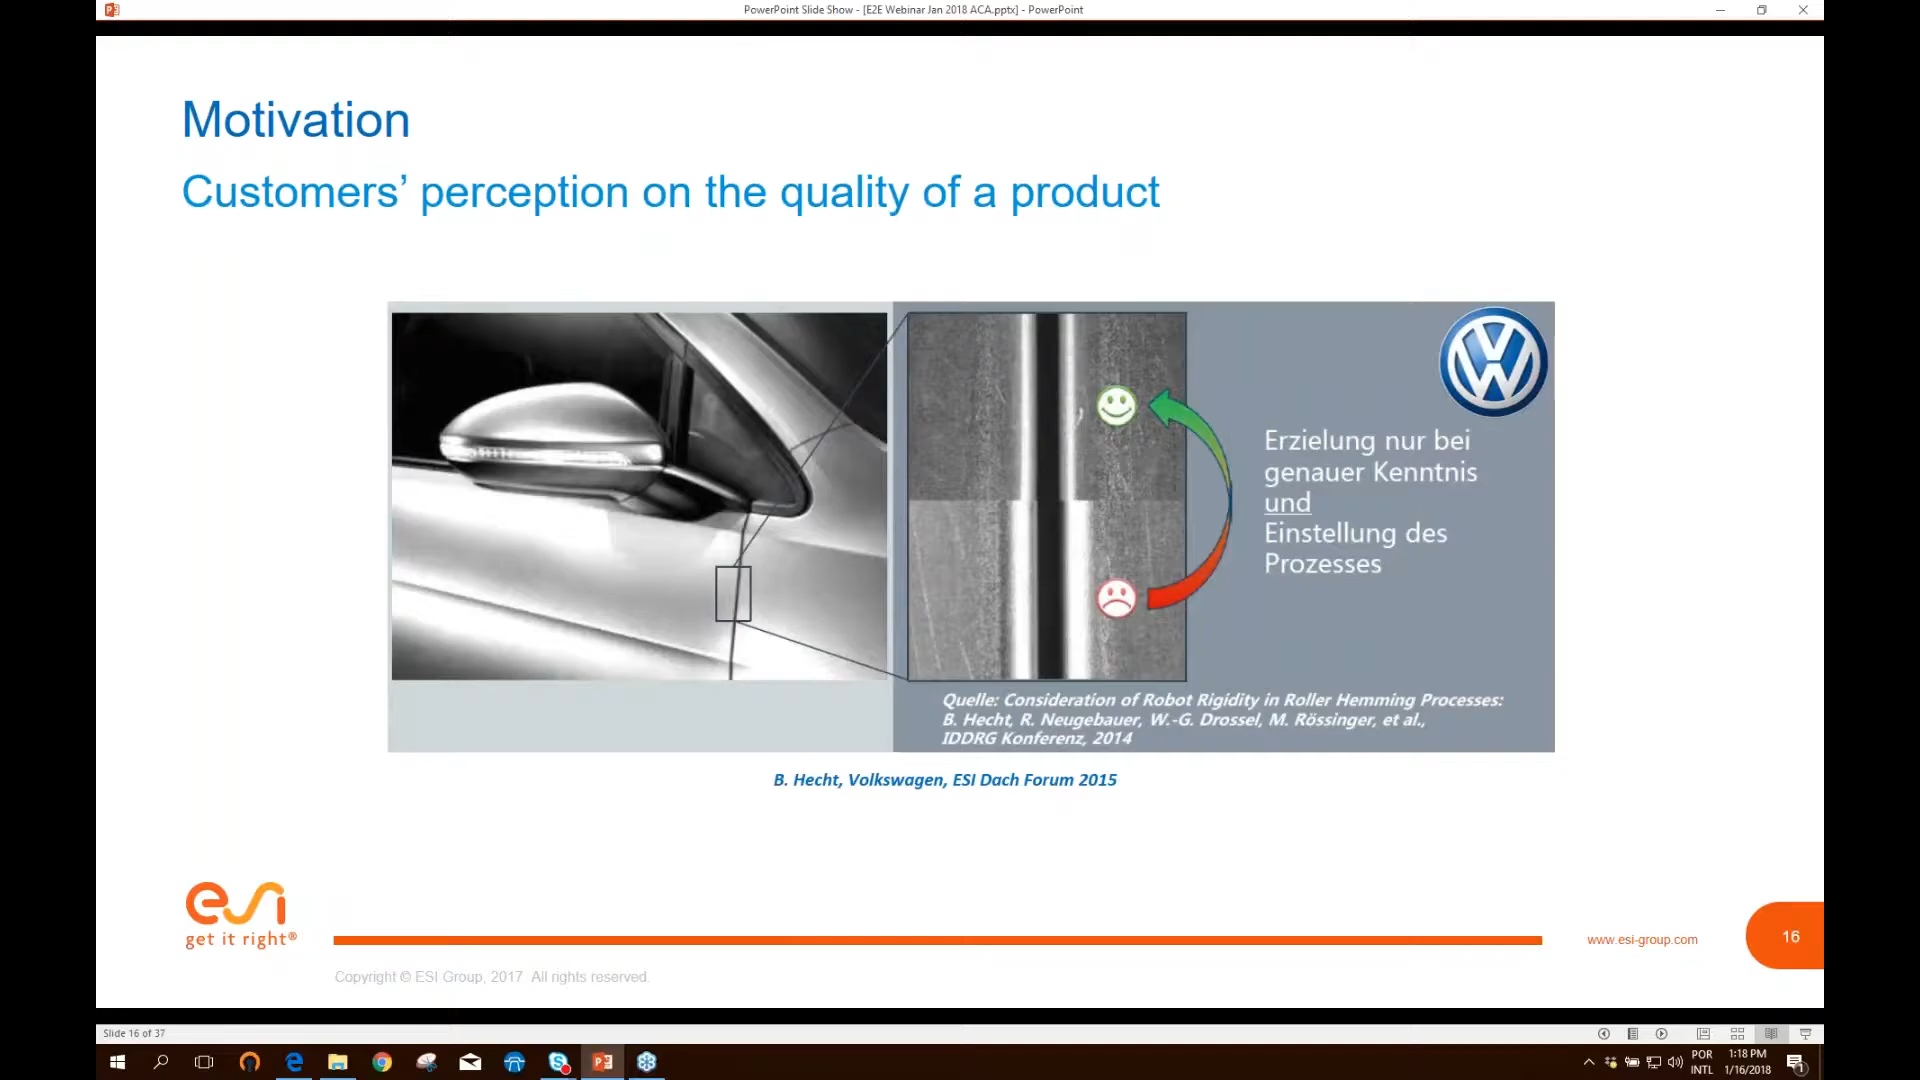 PowerPoint Slide Show - [E2E Webinar Jan 2018 ACA.pptx] - PowerPoint
Motivation
Customers’ perception on the quality of a product
Erzielung nur bei
genauer Kenntnis
und
Einstellung des
Prozesses
Quelle: Consideration of Robot Rigidity in Roller Hemming Processes:
B. Hecht, R. Neugebauer, W.-G. Drossel, M. Rössinger, et al.,
IDDRG Konferenz, 2014
B. Hecht, Volkswagen, ESI Dach Forum 2015
esi
get it right®
www.esi-group.com
16
Copyright © ESI Group, 2017  All rights reserved.
Slide 16 of 37
POR
INTL
1:18 PM
1/16/2018
1